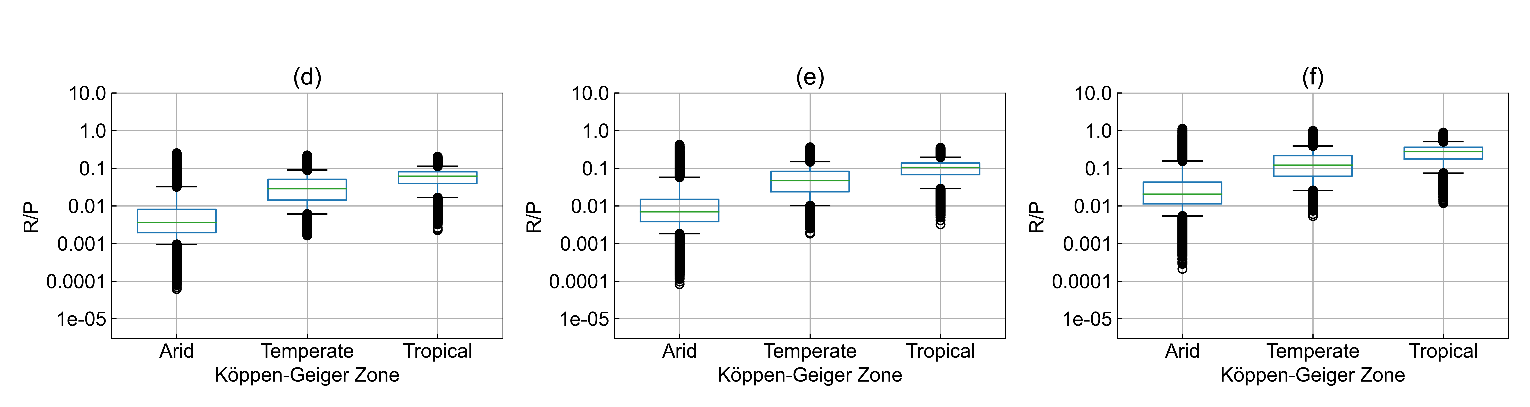 (d)
10.0
1.0
0.1
0.01
0.001
0.0001
1e-05
R/P
Arid Temperate Tropical
Köppen-Geiger Zone
(e)
10.0
1.0
0.1
0.01
0.001
0.0001
1e-05
R/P
Arid Temperate Tropical
Köppen-Geiger Zone
(f)
10.0
1.0
0.1
0.01
0.001
0.0001
1e-05
R/P
Arid Temperate Tropical
Köppen-Geiger Zone